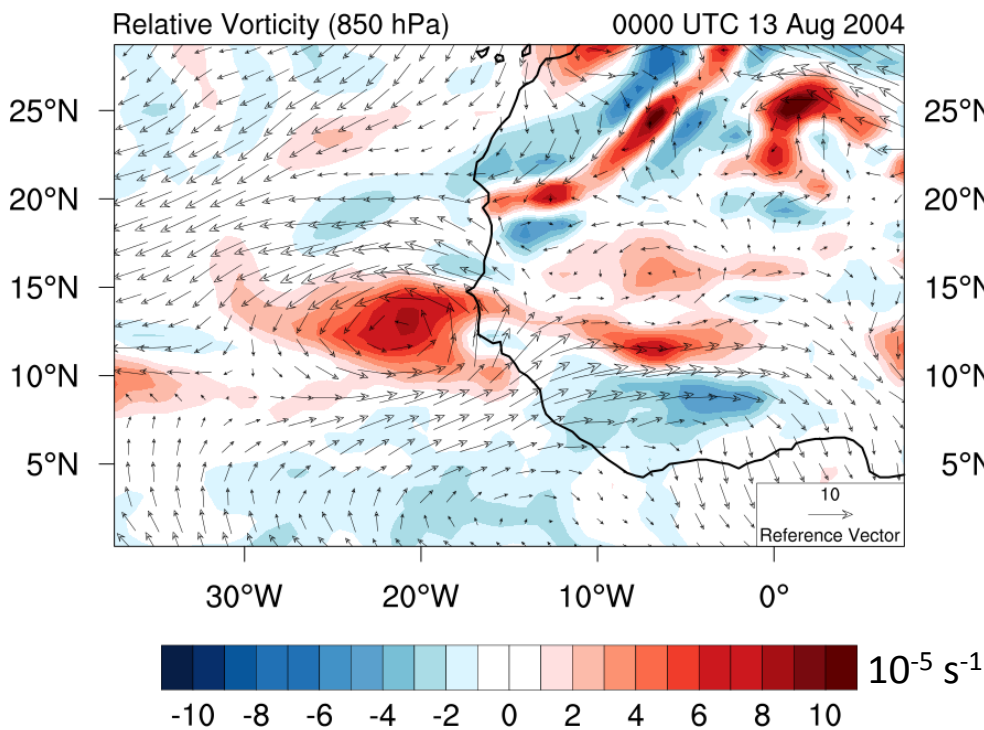 Relative Vorticity (850 hPa) 0000 UTC 13 Aug 2004
25°N 25°N
20°N 20°N
15°N 15°N
10°N 10°N
5°N 5°N
10
Reference Vector
30°W 20°W 10°W 0°
10⁻⁵ s⁻¹
-10 -8 -6 -4 -2 0 2 4 6 8 10